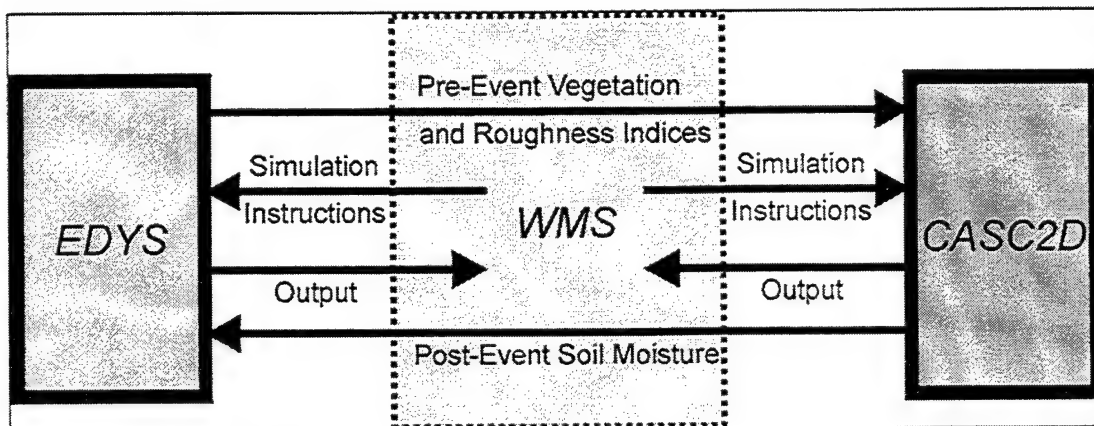 Pre-Event Vegetation
and Roughness Indices
Simulation
Instructions
Simulation
Instructions
EDYS
WMS
CASC2D
Output
Output
Post-Event Soil Moisture